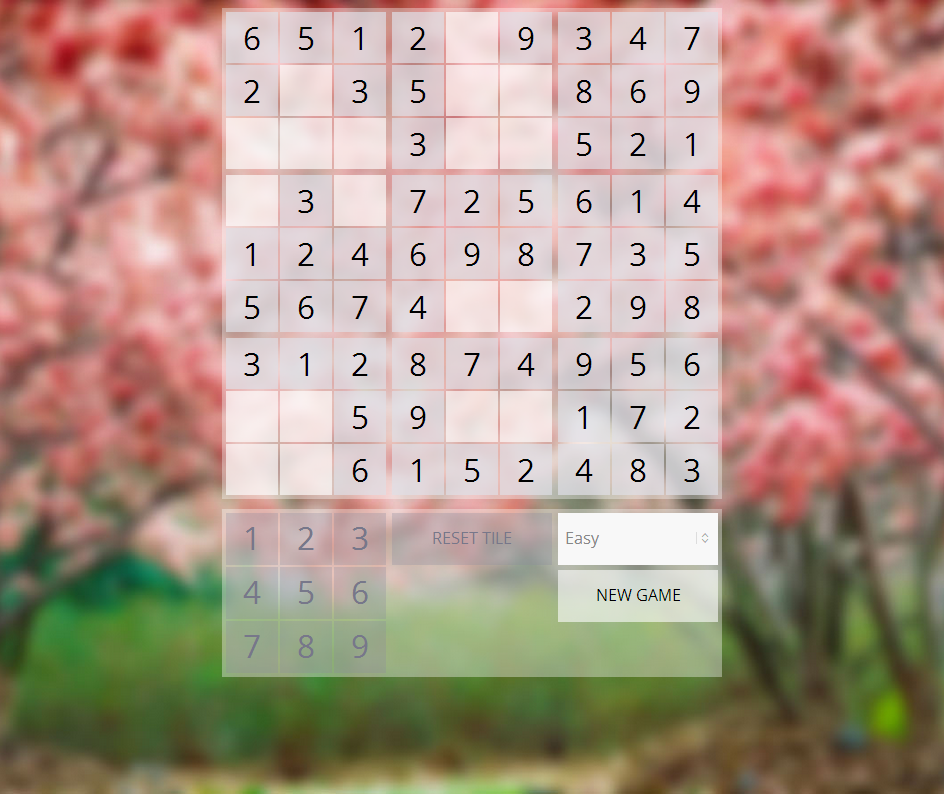 6 5 1 2 9 3 4 7
2 3 5 8 6 9
3 5 2 1
3 7 2 5 6 1 4
1 2 4 6 9 8 7 3 5
5 6 7 4 2 9 8
3 1 2 8 7 4 9 5 6
5 9 1 7 2
6 1 5 2 4 8 3
1 2 3 RESET TILE Easy
4 5 6 NEW GAME
7 8 9